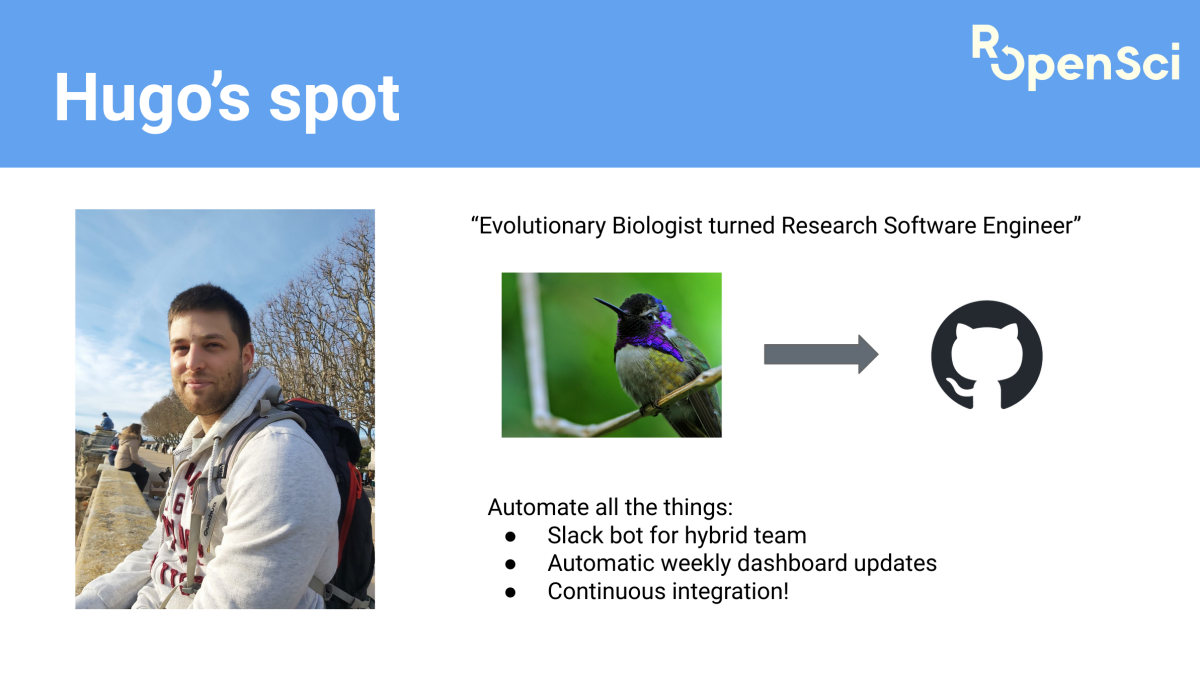 ROpenSci
Hugo’s spot
“Evolutionary Biologist turned Research Software Engineer”
Automate all the things:
● Slack bot for hybrid team
● Automatic weekly dashboard updates
● Continuous integration!